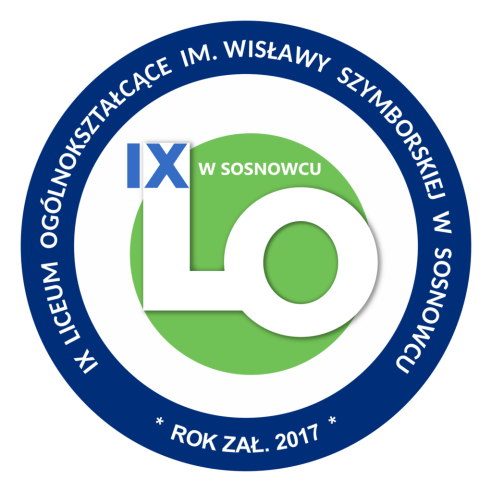 IX LICEUM OGÓLNOKSZTAŁCĄCE IM. WISŁAWY SZYMBORSKIEJ W SOSNOWCU
IX W SOSNOWCU
LO
* ROK ZAŁ. 2017 *